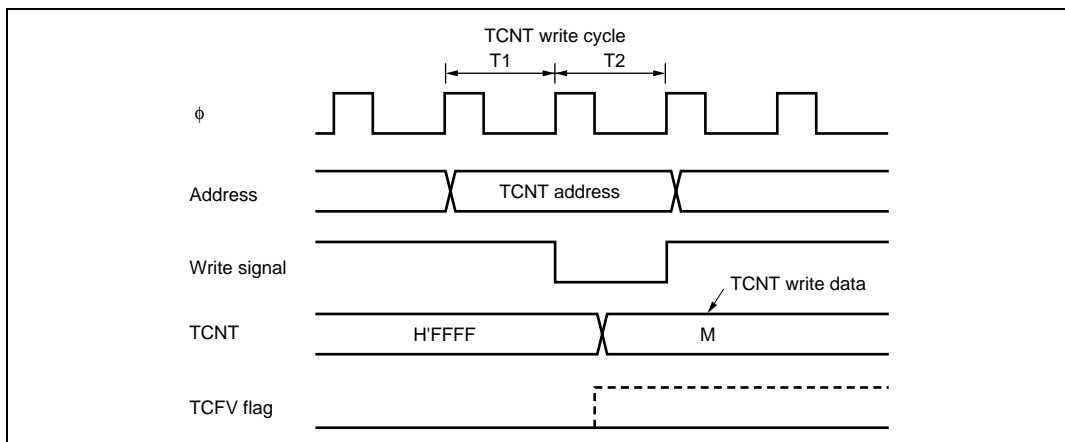 TCNT write cycle
T1 T2
ϕ
Address TCNT address
Write signal
TCNT write data
TCNT H'FFFF M
TCFV flag